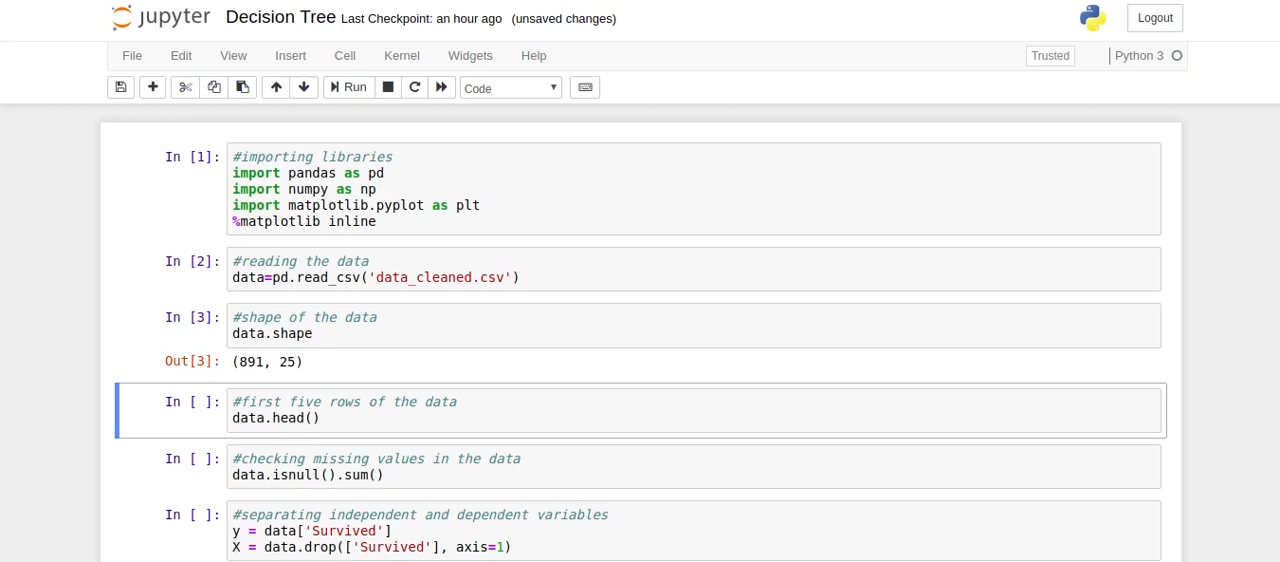 jupyter Decision Tree Last Checkpoint: an hour ago (unsaved changes) Logout
File Edit View Insert Cell Kernel Widgets Help Trusted Python 3
Run Code
In [1]: #importing libraries
import pandas as pd
import numpy as np
import matplotlib.pyplot as plt
%matplotlib inline
In [2]: #reading the data
data=pd.read_csv('data_cleaned.csv')
In [3]: #shape of the data
data.shape
Out[3]: (891, 25)
In [ ]: #first five rows of the data
data.head()
In [ ]: #checking missing values in the data
data.isnull().sum()
In [ ]: #separating independent and dependent variables
y = data['Survived']
X = data.drop(['Survived'], axis=1)